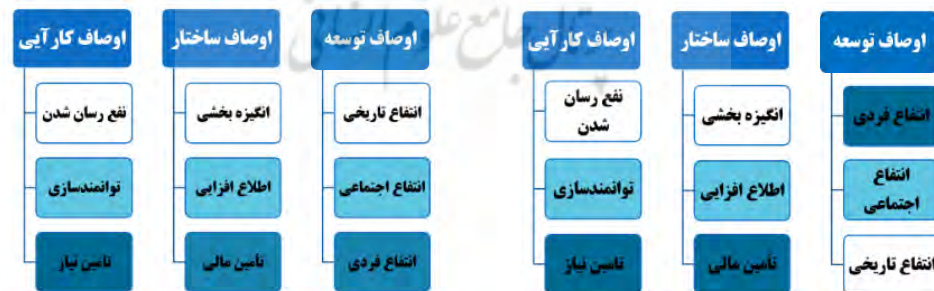 اوصاف توسعه
انتفاع فردی
انتفاع
اجتماعی
انتفاع تاریخی
اوصاف ساختار
انگیزه بخشی
اطلاع افزایی
تأمین مالی
اوصاف کارآیی
نفع رسان
شدن
توانمندسازی
تامین نیاز
اوصاف توسعه
انتفاع تاریخی
انتفاع اجتماعی
انتفاع فردی
اوصاف ساختار
انگیزه بخشی
اطلاع افزایی
تأمین مالی
اوصاف کارآیی
نفع رسان شدن
توانمندسازی
تامین نیاز